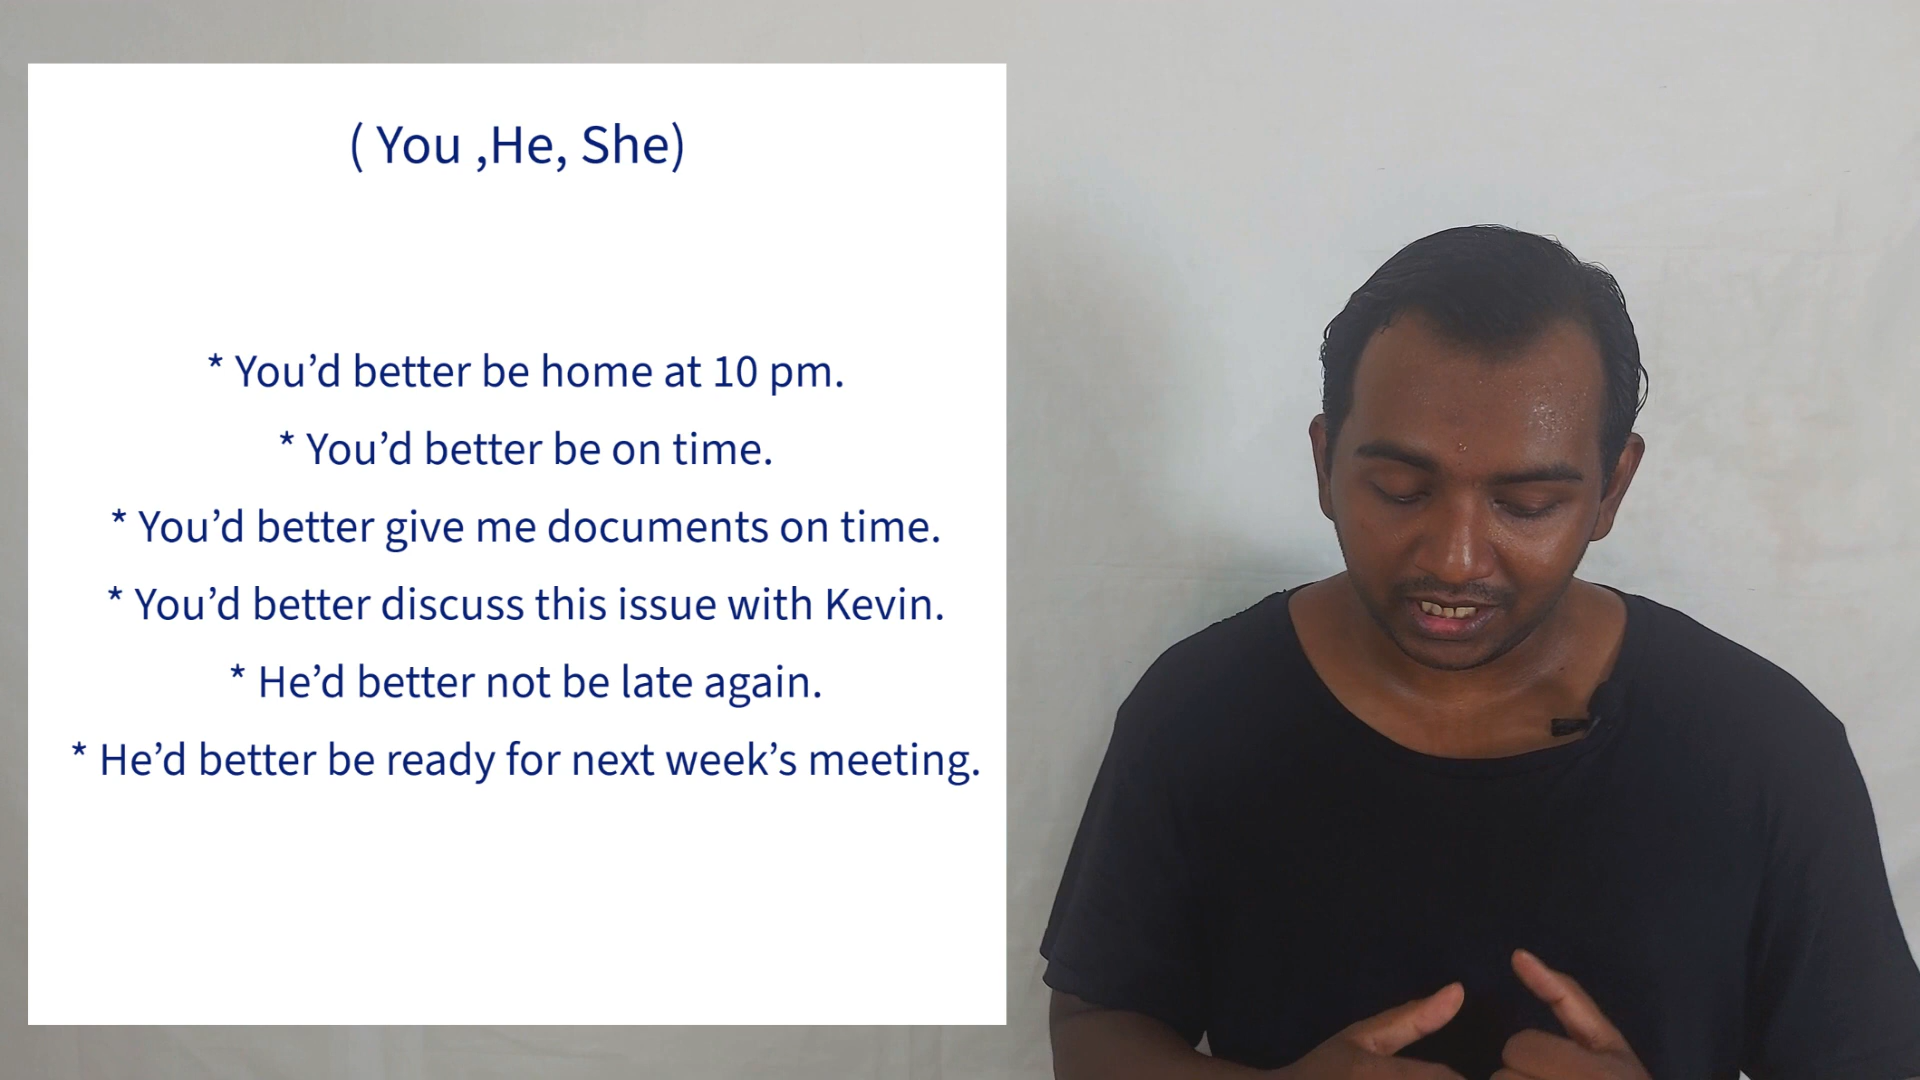 ( You ,He, She)
* You’d better be home at 10 pm.
* You’d better be on time.
* You’d better give me documents on time.
* You’d better discuss this issue with Kevin.
* He’d better not be late again.
* He’d better be ready for next week’s meeting.